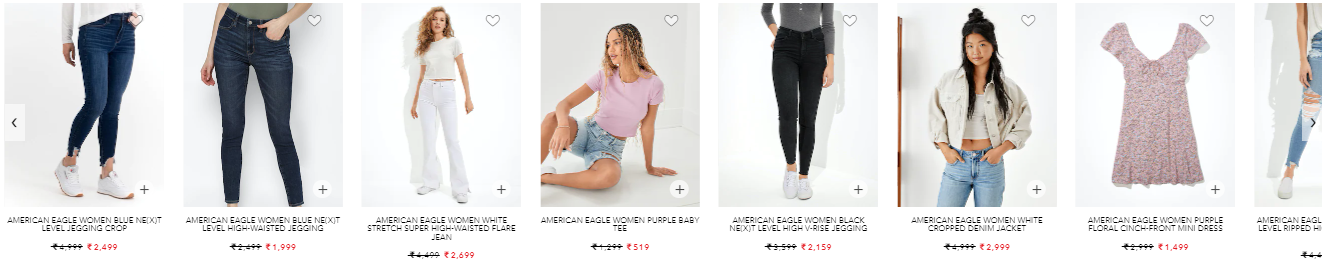 AMERICAN EAGLE WOMEN BLUE NE(X)T
LEVEL JEGGING CROP
₹4,999 ₹2,499
AMERICAN EAGLE WOMEN BLUE NE(X)T
LEVEL HIGH-WAISTED JEGGING
₹2,499 ₹1,999
AMERICAN EAGLE WOMEN WHITE
STRETCH SUPER HIGH-WAISTED FLARE
JEAN
₹4,499 ₹2,699
AMERICAN EAGLE WOMEN PURPLE BABY
TEE
₹1,299 ₹519
AMERICAN EAGLE WOMEN BLACK
NE(X)T LEVEL HIGH V-RISE JEGGING
₹3,599 ₹2,159
AMERICAN EAGLE WOMEN WHITE
CROPPED DENIM JACKET
₹4,999 ₹2,999
AMERICAN EAGLE WOMEN PURPLE
FLORAL CINCH-FRONT MINI DRESS
₹2,999 ₹1,499
AMERICAN EAGL
LEVEL RIPPED HI
₹4,4